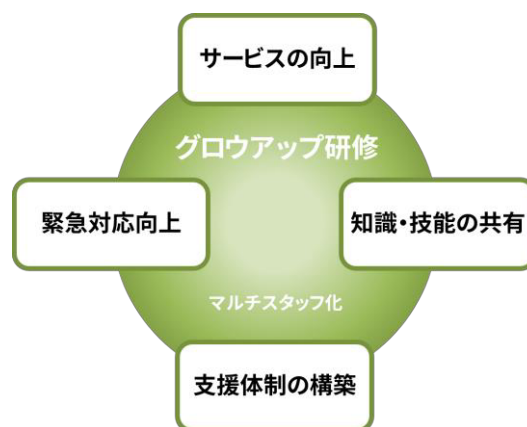 サービスの向上
グロウアップ研修
緊急対応向上
知識・技能の共有
マルチスタッフ化
支援体制の構築